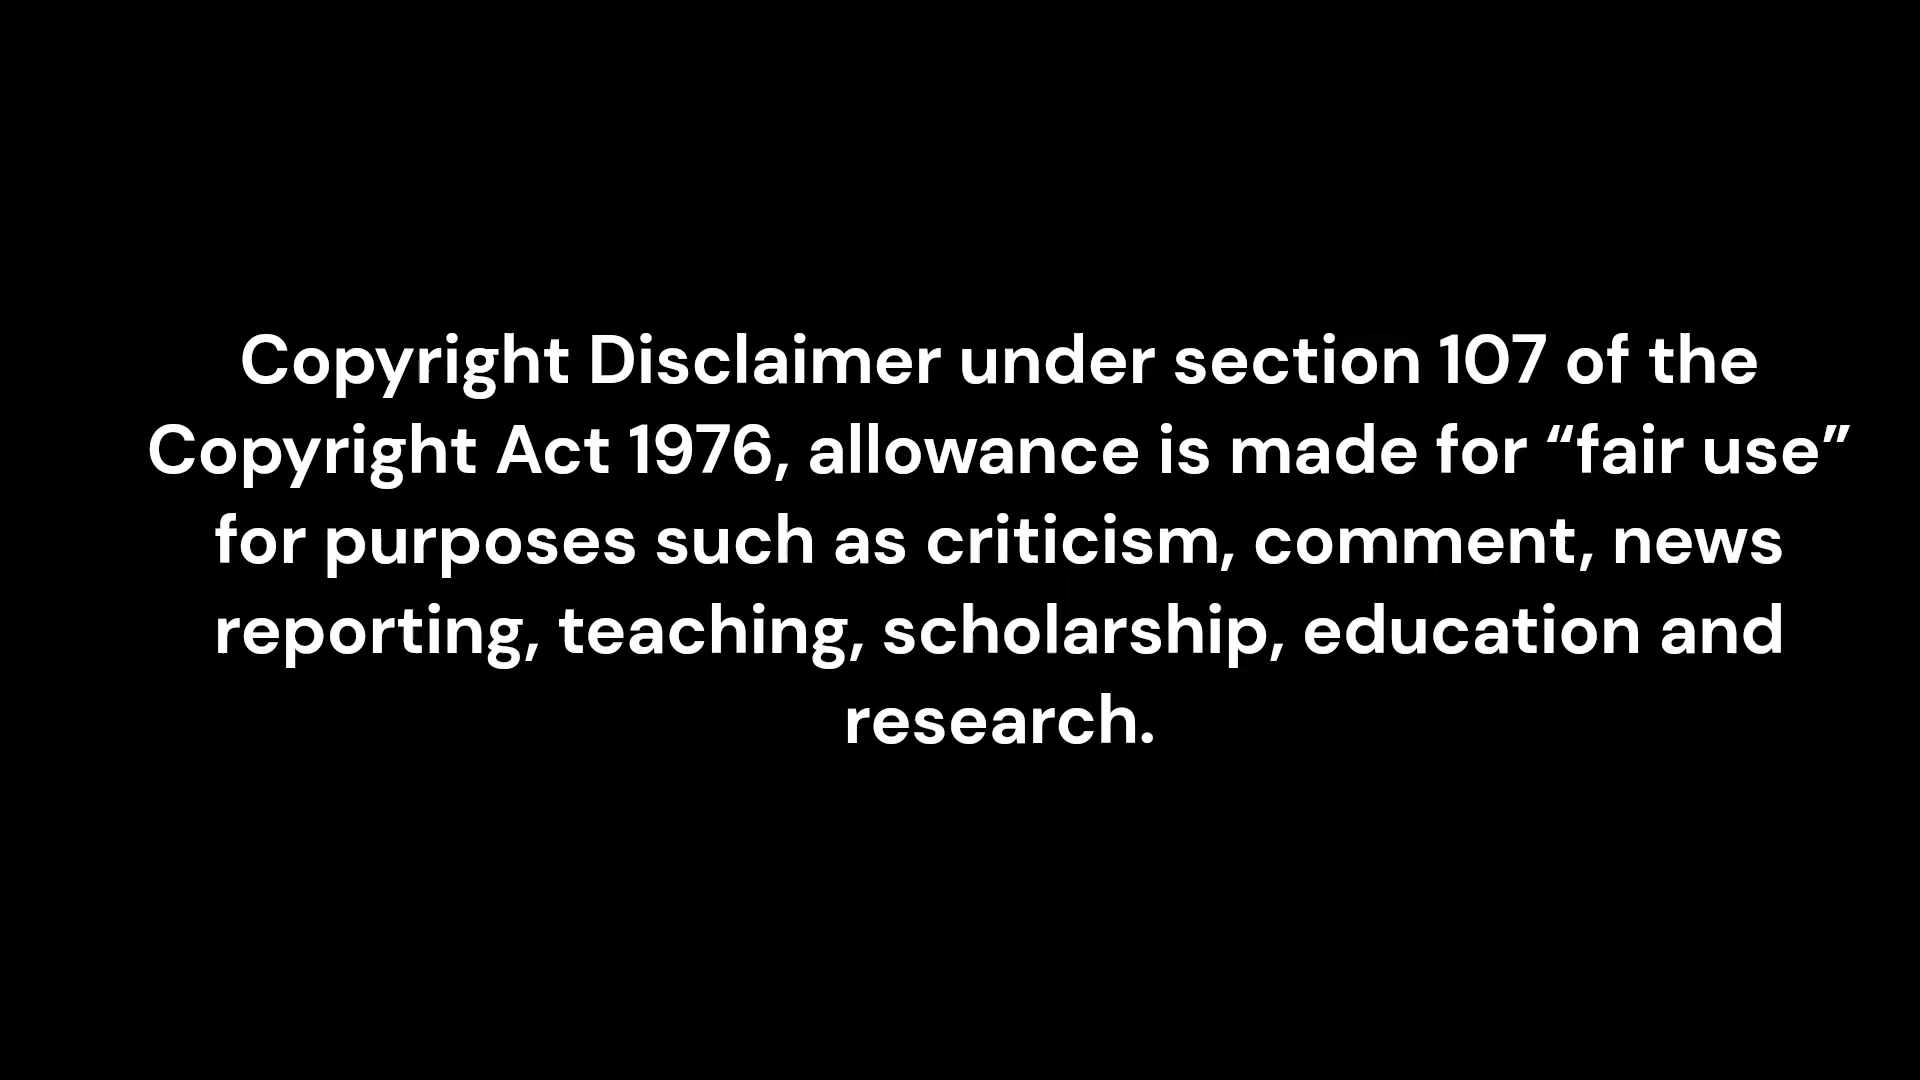 Copyright Disclaimer under section 107 of the
Copyright Act 1976, allowance is made for “fair use”
for purposes such as criticism, comment, news
reporting, teaching, scholarship, education and
research.